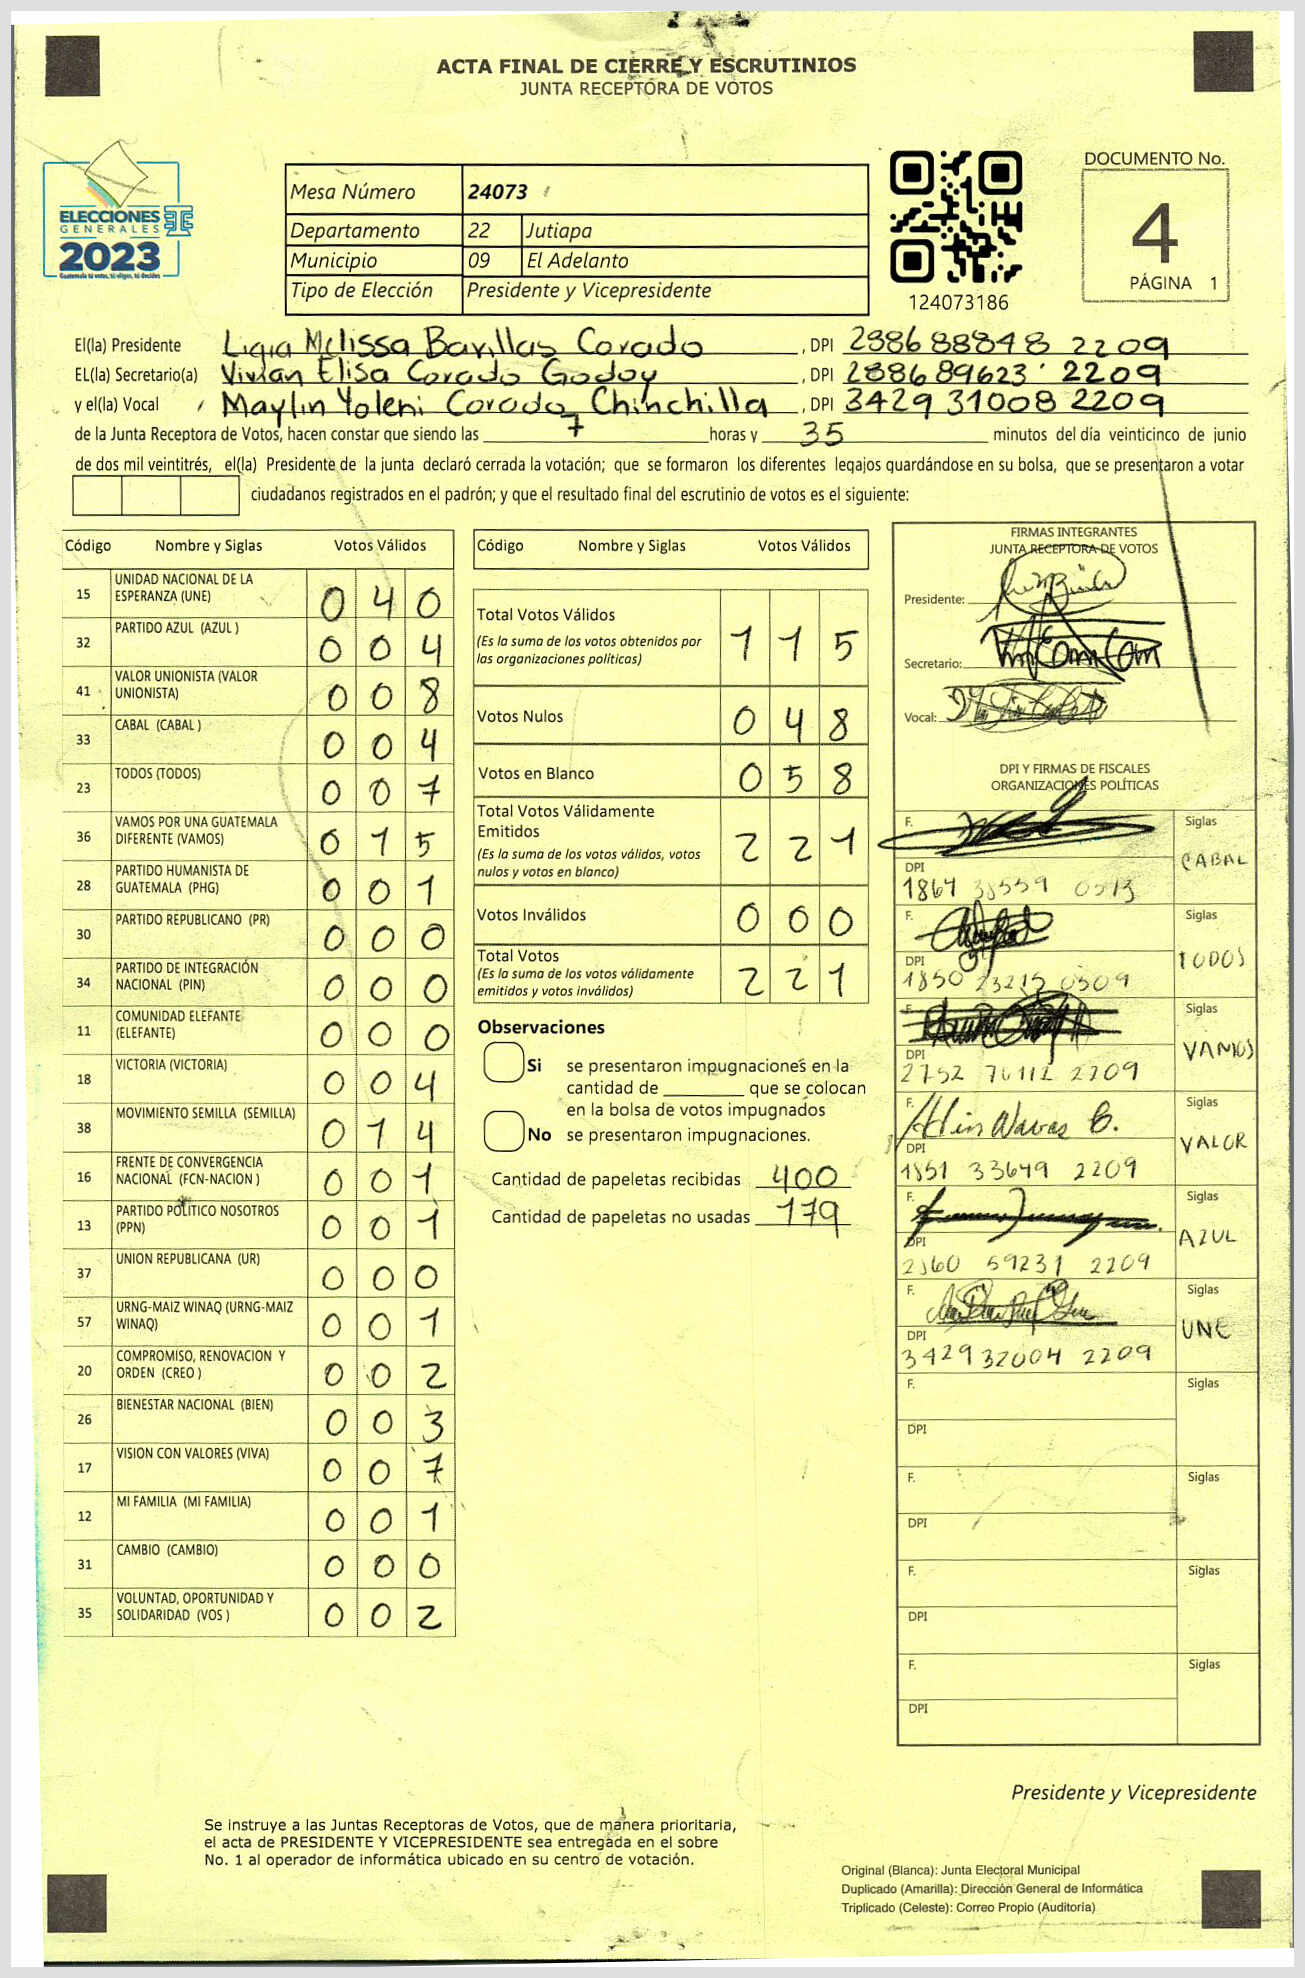 ACTA FINAL DE CIERRE Y ESCRUTINIOS
JUNTA RECEPTORA DE VOTOS
ELECCIONES
GENERALES
2023
Guatemala tú votas, tú eliges, tú decides
Mesa Número 24073
Departamento 22 Jutiapa
Municipio 09 El Adelanto
Tipo de Elección Presidente y Vicepresidente
124073186
DOCUMENTO No.
4
PÁGINA 1
El(la) Presidente Ligia Melissa Barillas Corado , DPI 238688848 2209
EL(la) Secretario(a) Vivian Elisa Corado Godoy , DPI 288689623 2209
y el(la) Vocal Maylin Yoleni Corado Chinchilla , DPI 3429 31008 2209
de la Junta Receptora de Votos, hacen constar que siendo las 7 horas y 35 minutos del día veinticinco de junio
de dos mil veintitrés, el(la) Presidente de la junta declaró cerrada la votación; que se formaron los diferentes legajos guardándose en su bolsa, que se presentaron a votar
ciudadanos registrados en el padrón; y que el resultado final del escrutinio de votos es el siguiente:
Código Nombre y Siglas Votos Válidos
15 UNIDAD NACIONAL DE LA
ESPERANZA (UNE) 0 4 0
32 PARTIDO AZUL (AZUL ) 0 0 4
41 VALOR UNIONISTA (VALOR
UNIONISTA) 0 0 8
33 CABAL (CABAL ) 0 0 4
23 TODOS (TODOS) 0 0 7
36 VAMOS POR UNA GUATEMALA
DIFERENTE (VAMOS) 0 1 5
28 PARTIDO HUMANISTA DE
GUATEMALA (PHG) 0 0 1
30 PARTIDO REPUBLICANO (PR) 0 0 0
34 PARTIDO DE INTEGRACIÓN
NACIONAL (PIN) 0 0 0
11 COMUNIDAD ELEFANTE
(ELEFANTE) 0 0 0
18 VICTORIA (VICTORIA) 0 0 4
38 MOVIMIENTO SEMILLA (SEMILLA) 0 1 4
16 FRENTE DE CONVERGENCIA
NACIONAL (FCN-NACION ) 0 0 1
13 PARTIDO POLITICO NOSOTROS
(PPN) 0 0 1
37 UNION REPUBLICANA (UR) 0 0 0
57 URNG-MAIZ WINAQ (URNG-MAIZ
WINAQ) 0 0 1
20 COMPROMISO, RENOVACION Y
ORDEN (CREO ) 0 0 2
26 BIENESTAR NACIONAL (BIEN) 0 0 3
17 VISION CON VALORES (VIVA) 0 0 7
12 MI FAMILIA (MI FAMILIA) 0 0 1
31 CAMBIO (CAMBIO) 0 0 0
35 VOLUNTAD, OPORTUNIDAD Y
SOLIDARIDAD (VOS ) 0 0 2
Código Nombre y Siglas Votos Válidos
Total Votos Válidos
(Es la suma de los votos obtenidos por
las organizaciones políticas) 1 1 5
Votos Nulos 0 4 8
Votos en Blanco 0 5 8
Total Votos Válidamente
Emitidos
(Es la suma de los votos válidos, votos
nulos y votos en blanco) 2 2 1
Votos Inválidos 0 0 0
Total Votos
(Es la suma de los votos válidamente
emitidos y votos inválidos) 2 2 1
Observaciones
Si se presentaron impugnaciones en la
cantidad de ________ que se colocan
en la bolsa de votos impugnados
No se presentaron impugnaciones.
Cantidad de papeletas recibidas 400
Cantidad de papeletas no usadas 179
FIRMAS INTEGRANTES
JUNTA RECEPTORA DE VOTOS
Presidente:
Secretario:
Vocal:
DPI Y FIRMAS DE FISCALES
ORGANIZACIONES POLÍTICAS
F. Siglas
CABAL
DPI
1864
F. Siglas
TODOS
DPI
1850 23215 0309
F. Siglas
VAMOS
DPI
2752 76112 2209
F. Siglas
VALOR
DPI
1851 33649 2209
F. Siglas
AZUL
DPI
2360 59231 2209
F. Siglas
UNE
DPI
3429 32004 2209
F. Siglas
DPI
F. Siglas
DPI
F. Siglas
DPI
F. Siglas
DPI
Presidente y Vicepresidente
Se instruye a las Juntas Receptoras de Votos, que de manera prioritaria,
el acta de PRESIDENTE Y VICEPRESIDENTE sea entregada en el sobre
No. 1 al operador de informática ubicado en su centro de votación.
Original (Blanca): Junta Electoral Municipal
Duplicado (Amarilla): Dirección General de Informática
Triplicado (Celeste): Correo Propio (Auditoría)